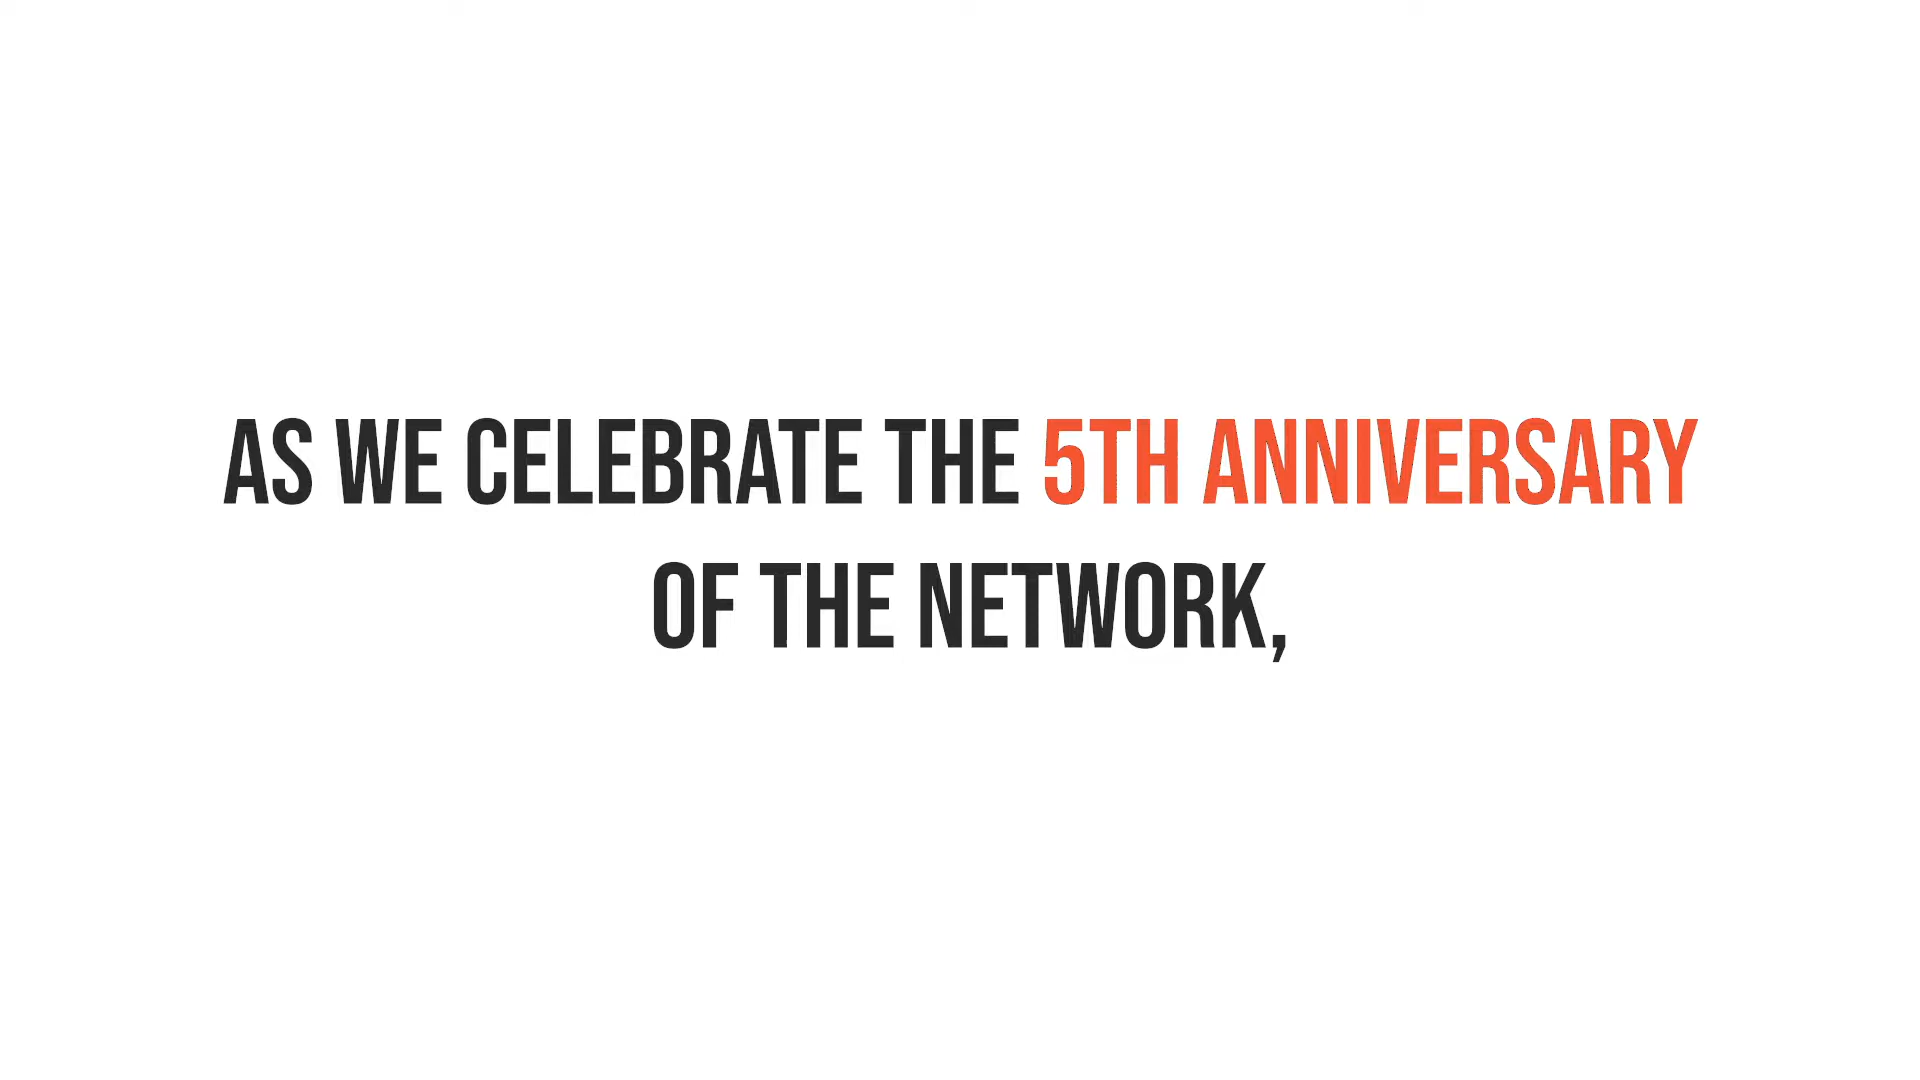 AS WE CELEBRATE THE 5TH ANNIVERSARY
OF THE NETWORK,